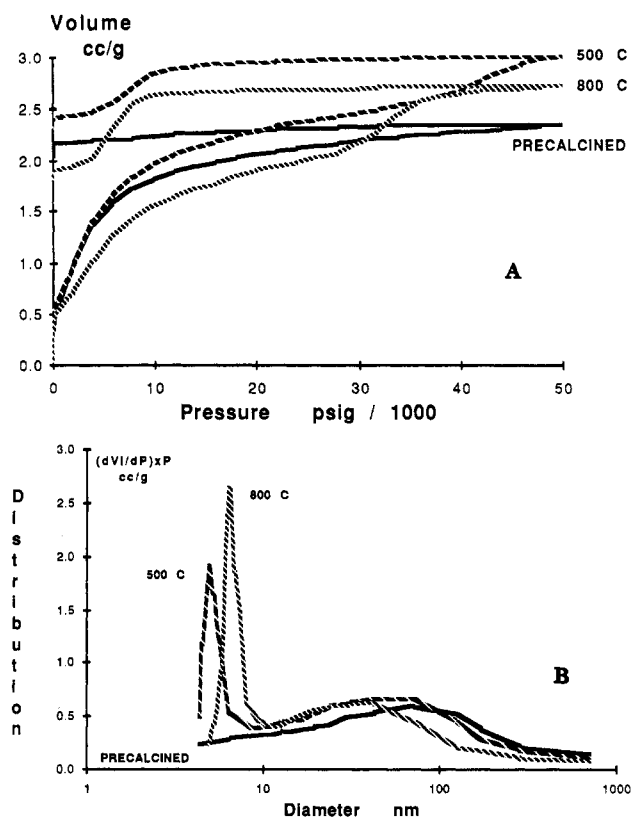 Volume
cc/g
3.0
2.5
2.0
1.5
1.0
0.5
0.0
500 C
800 C
PRECALCINED
A
0 10 20 30 40 50
Pressure psig / 1000
Distribution
3.0
2.5
2.0
1.5
1.0
0.5
0.0
(dVI/dP)xP
cc/g
800 C
500 C
B
PRECALCINED
1 10 100 1000
Diameter nm